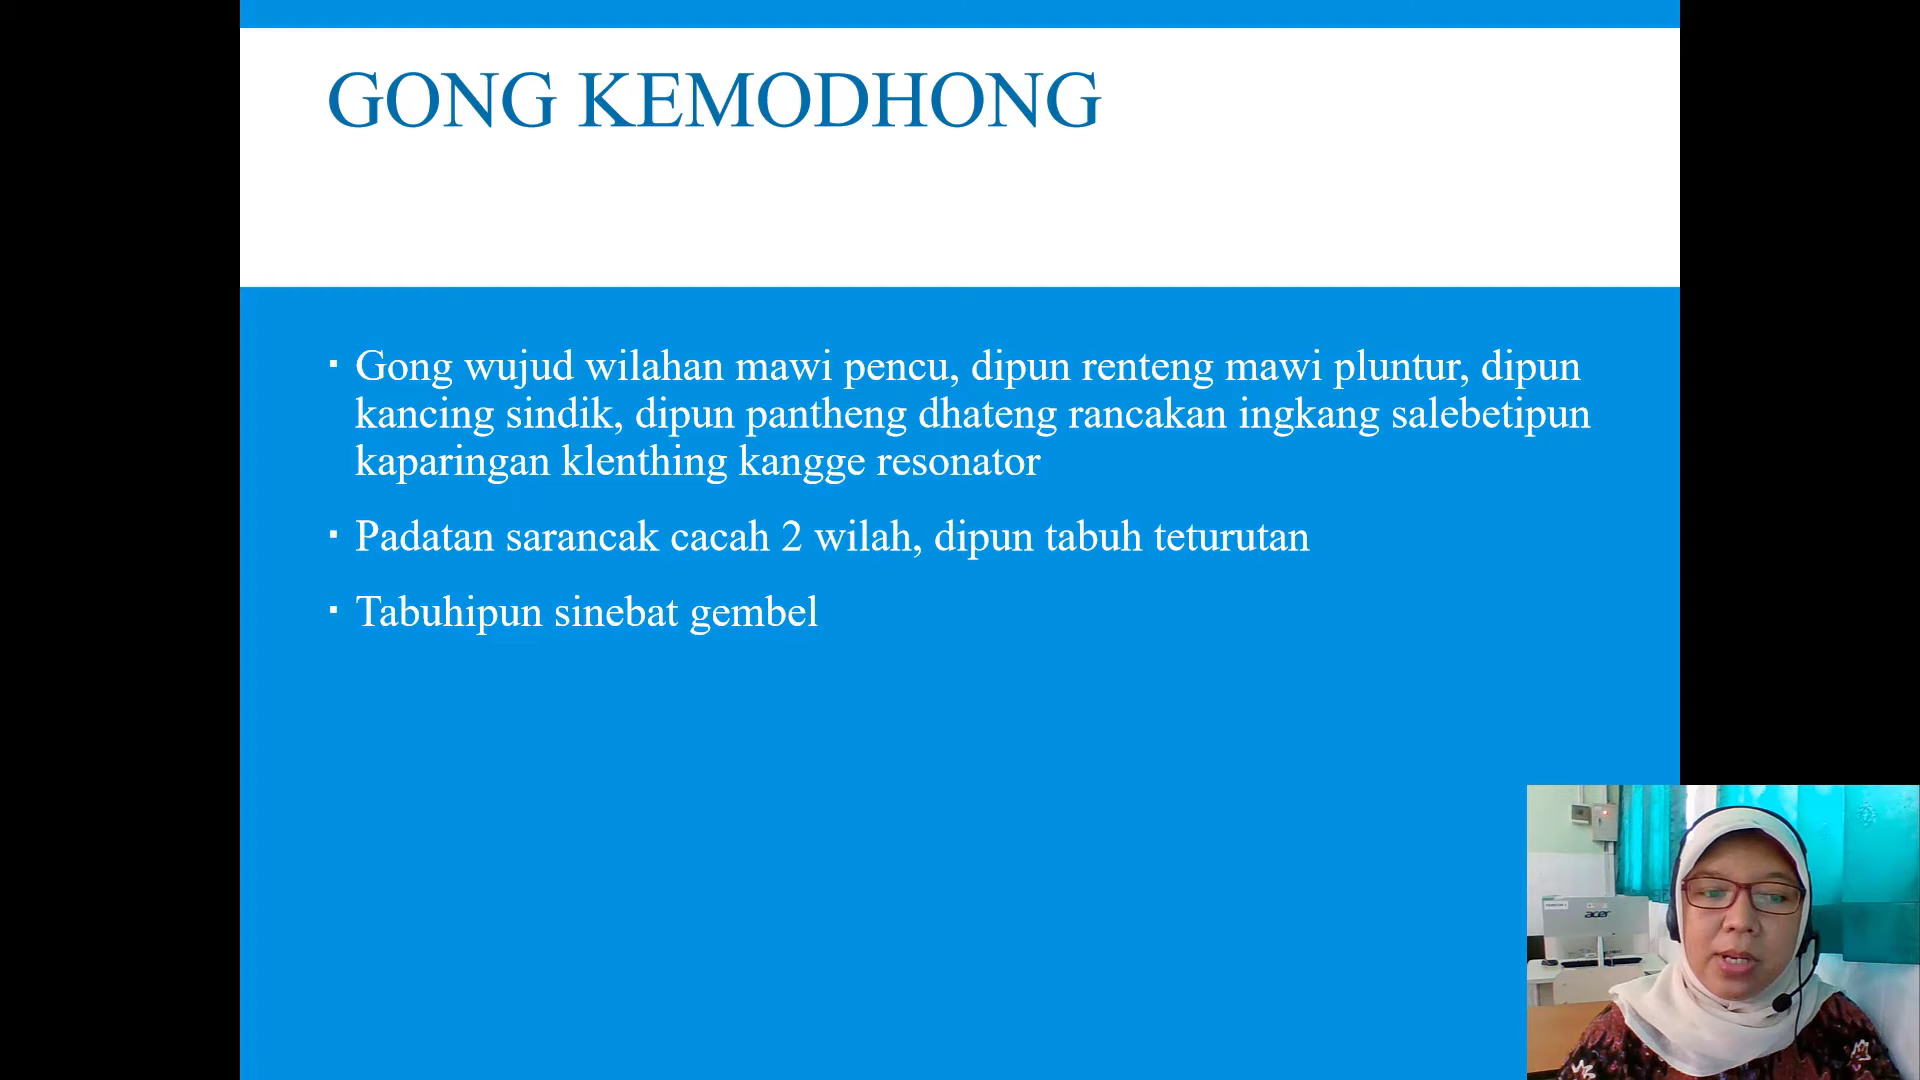 GONG KEMODHONG
▪ Gong wujud wilahan mawi pencu, dipun renteng mawi pluntur, dipun
kancing sindik, dipun pantheng dhateng rancakan ingkang salebetipun
kaparingan klenthing kangge resonator
▪ Padatan sarancak cacah 2 wilah, dipun tabuh teturutan
▪ Tabuhipun sinebat gembel
acer